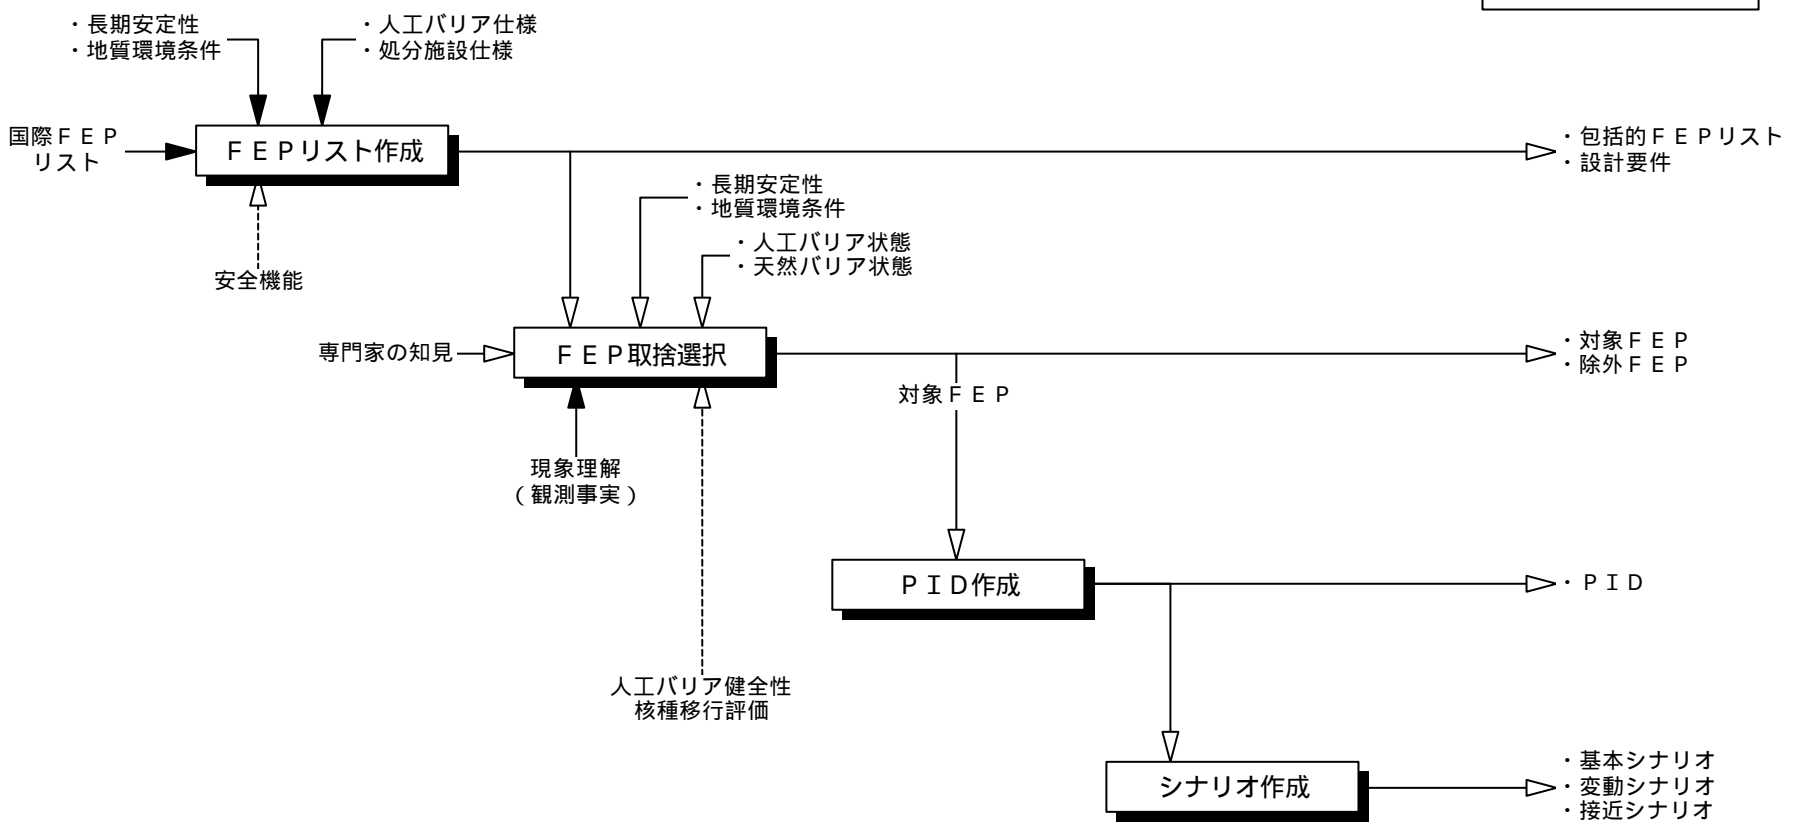 ・長期安定性
・地質環境条件
・人工バリア仕様
・処分施設仕様
国際ＦＥＰ
リスト
ＦＥＰリスト作成
・包括的ＦＥＰリスト
・設計要件
安全機能
・長期安定性
・地質環境条件
・人工バリア状態
・天然バリア状態
専門家の知見
ＦＥＰ取捨選択
・対象ＦＥＰ
・除外ＦＥＰ
対象ＦＥＰ
現象理解
（観測事実）
ＰＩＤ作成
・ＰＩＤ
人工バリア健全性
核種移行評価
シナリオ作成
・基本シナリオ
・変動シナリオ
・接近シナリオ